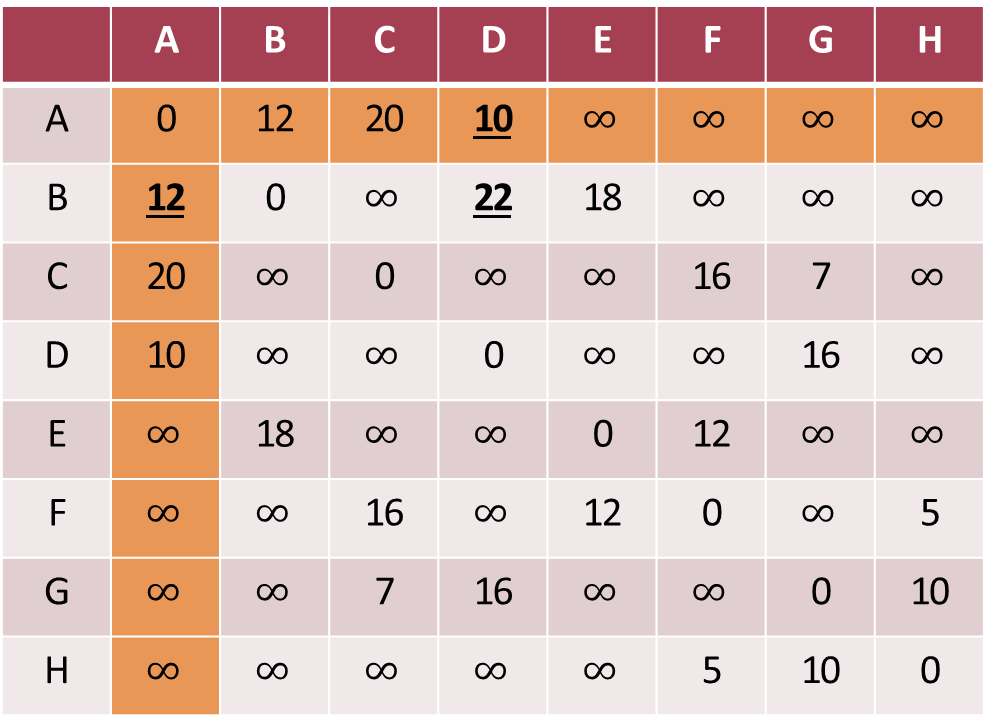 A B C D E F G H
A 0 12 20 10 ∞ ∞ ∞ ∞
B 12 0 ∞ 22 18 ∞ ∞ ∞
C 20 ∞ 0 ∞ ∞ 16 7 ∞
D 10 ∞ ∞ 0 ∞ ∞ 16 ∞
E ∞ 18 ∞ ∞ 0 12 ∞ ∞
F ∞ ∞ 16 ∞ 12 0 ∞ 5
G ∞ ∞ 7 16 ∞ ∞ 0 10
H ∞ ∞ ∞ ∞ ∞ 5 10 0